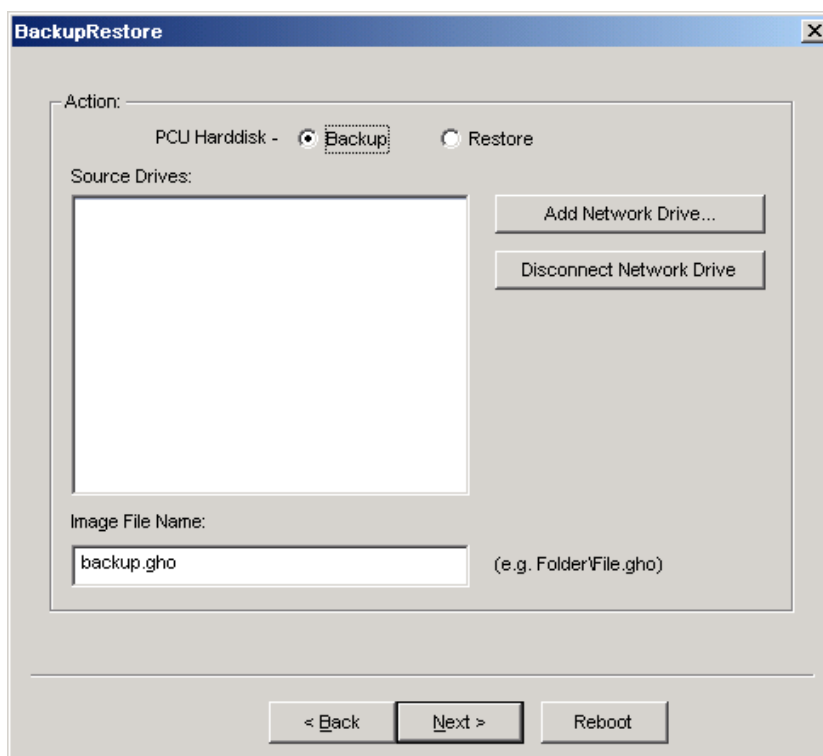 BackupRestore
Action:
PCU Harddisk - Backup Restore
Source Drives:
Add Network Drive...
Disconnect Network Drive
Image File Name:
backup.gho (e.g. Folder\File.gho)
< Back Next > Reboot